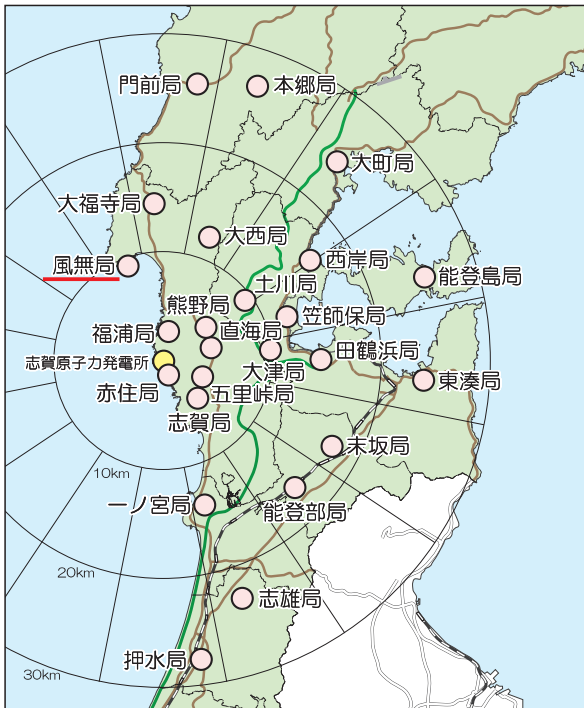 門前局
本郷局
大町局
大福寺局
大西局
風無局
西岸局
能登島局
土川局
熊野局
笠師保局
福浦局
直海局
志賀原子力発電所
田鶴浜局
大津局
赤住局
東湊局
五里峠局
志賀局
末坂局
10km
一ノ宮局
能登部局
20km
志雄局
押水局
30km